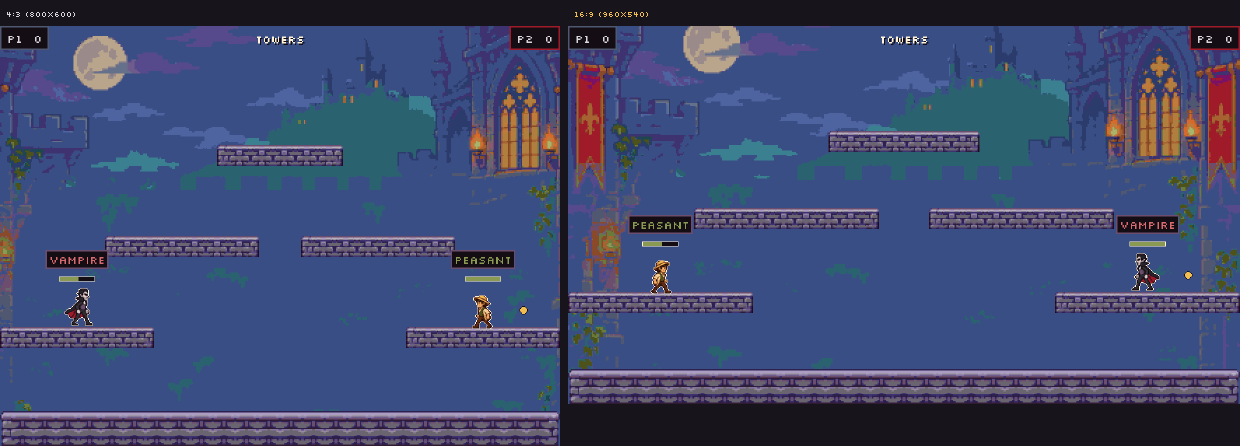 4:3 (800X600)
P1 0
TOWERS
P2 0
VAMPIRE
PEASANT
16:9 (960X540)
P1 0
TOWERS
P2 0
PEASANT
VAMPIRE